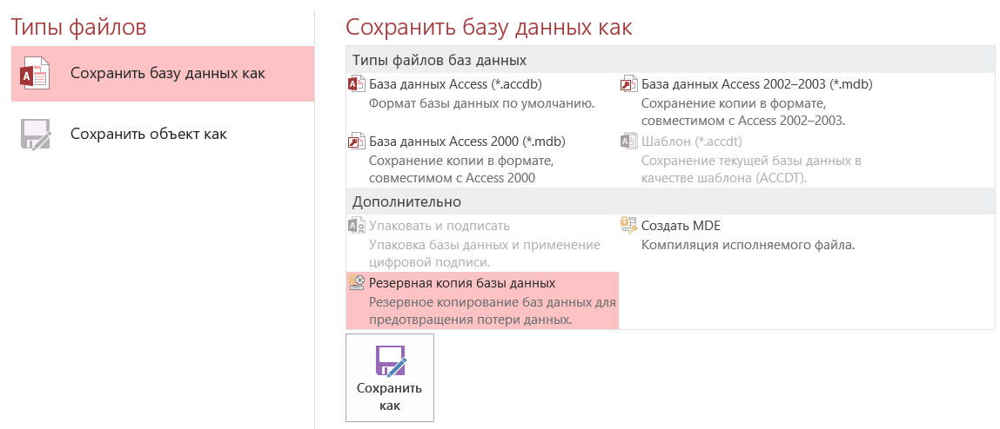 Типы файлов
Сохранить базу данных как
Сохранить объект как
Сохранить базу данных как
Типы файлов баз данных
База данных Access (*.accdb)
Формат базы данных по умолчанию.
База данных Access 2002–2003 (*.mdb)
Сохранение копии в формате,
совместимом с Access 2002–2003.
База данных Access 2000 (*.mdb)
Сохранение копии в формате,
совместимом с Access 2000
Шаблон (*.accdt)
Сохранение текущей базы данных в
качестве шаблона (ACCDT).
Дополнительно
Упаковать и подписать
Упаковка базы данных и применение
цифровой подписи.
Создать MDE
Компиляция исполняемого файла.
Резервная копия базы данных
Резервное копирование баз данных для
предотвращения потери данных.
Сохранить
как